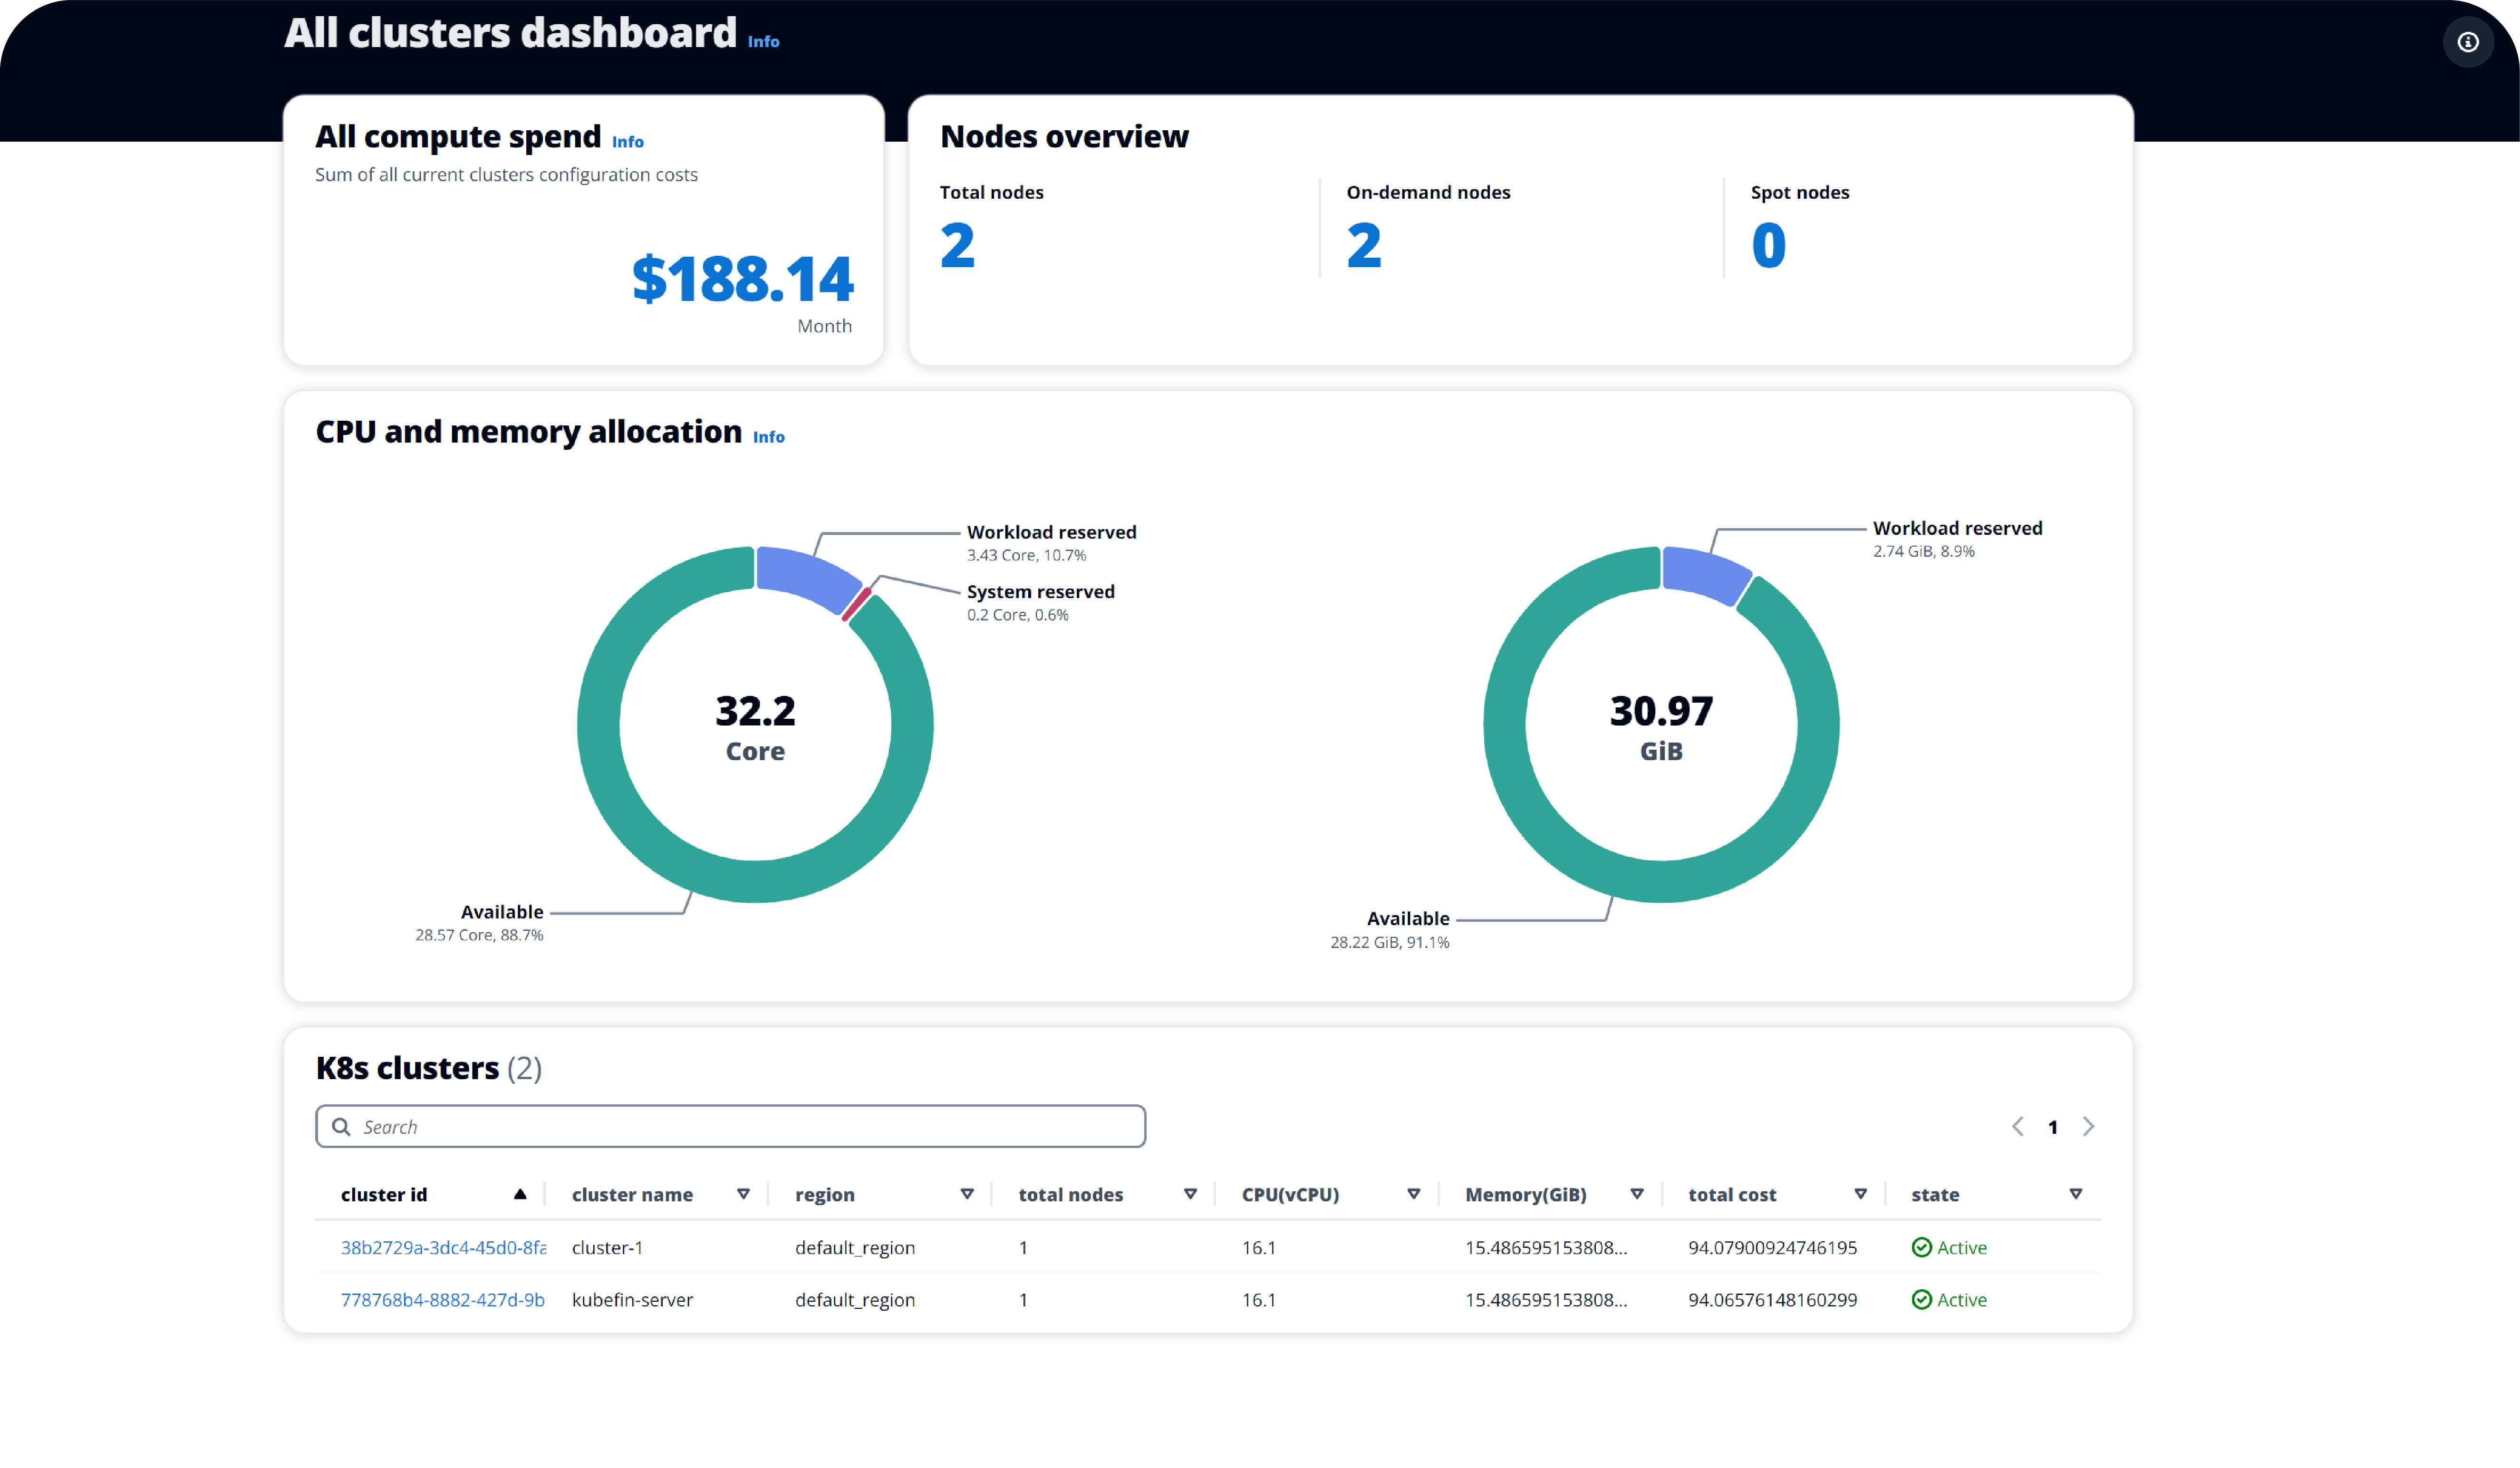 All clusters dashboard Info
All compute spend Info
Sum of all current clusters configuration costs
$188.14
Month
Nodes overview
Total nodes
2
On-demand nodes
2
Spot nodes
0
CPU and memory allocation Info
Workload reserved
3.43 Core, 10.7%
System reserved
0.2 Core, 0.6%
32.2
Core
Available
28.57 Core, 88.7%
Workload reserved
2.74 GiB, 8.9%
30.97
GiB
Available
28.22 GiB, 91.1%
K8s clusters (2)
Search
1
cluster id cluster name region total nodes CPU(vCPU) Memory(GiB) total cost state
38b2729a-3dc4-45d0-8fa cluster-1 default_region 1 16.1 15.486595153808... 94.07900924746195 Active
778768b4-8882-427d-9b kubefin-server default_region 1 16.1 15.486595153808... 94.06576148160299 Active